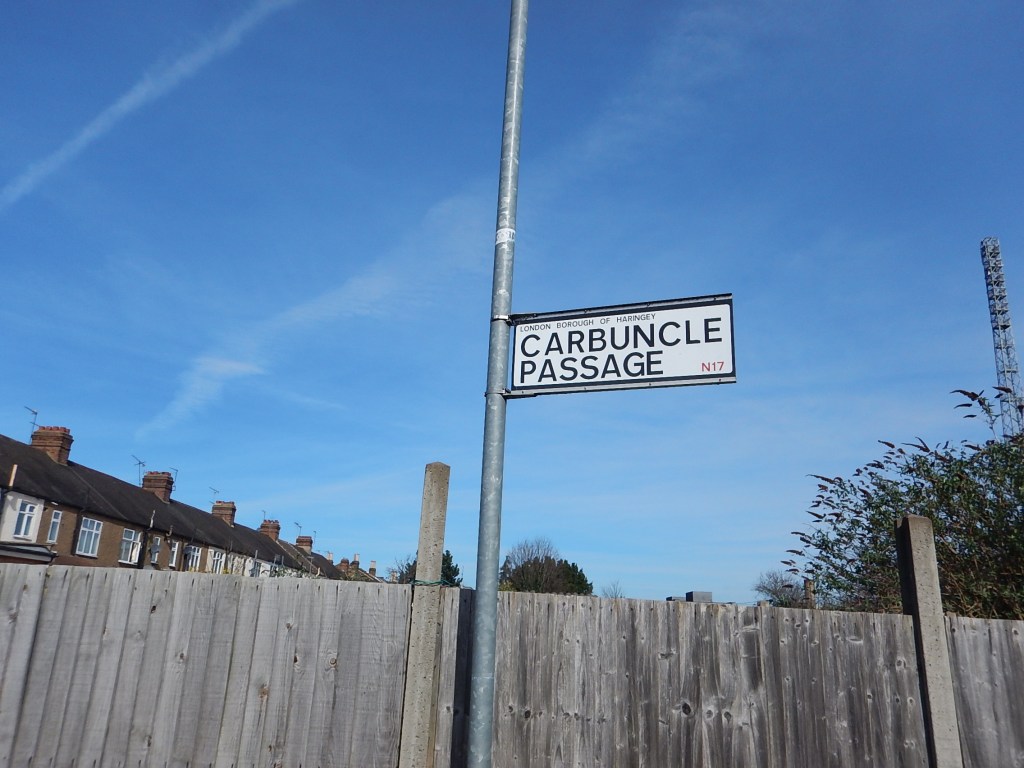 LONDON BOROUGH OF HARINGEY
CARBUNCLE
PASSAGE
N17